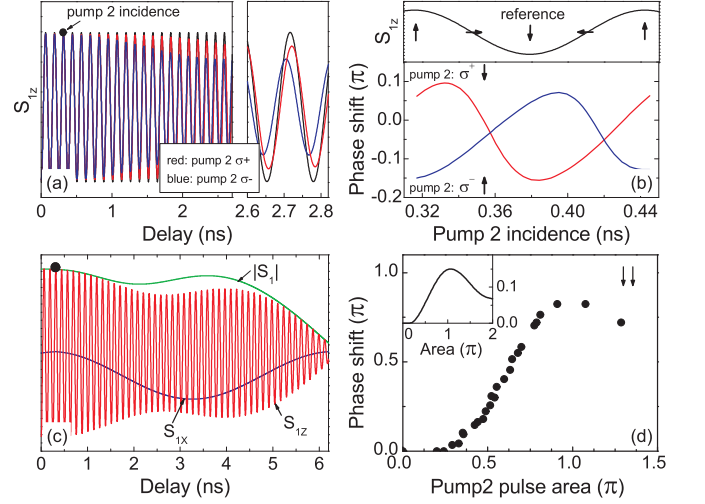 pump 2 incidence
S1z
red: pump 2 σ+
blue: pump 2 σ-
(a)
0 1 2 2.6 2.7 2.8
Delay (ns)
reference
S1z
pump 2: σ+
0.1
0.0
-0.1
-0.2
Phase shift (π)
pump 2: σ-
(b)
0.32 0.36 0.40 0.44
Pump 2 incidence (ns)
|S1|
S1X
S1Z
(c)
0 1 2 3 4 5 6
Delay (ns)
1.0
0.5
0.0
Phase shift (π)
0.1
0.0
0 1 2
Area (π)
(d)
0.0 0.5 1.0 1.5
Pump2 pulse area (π)